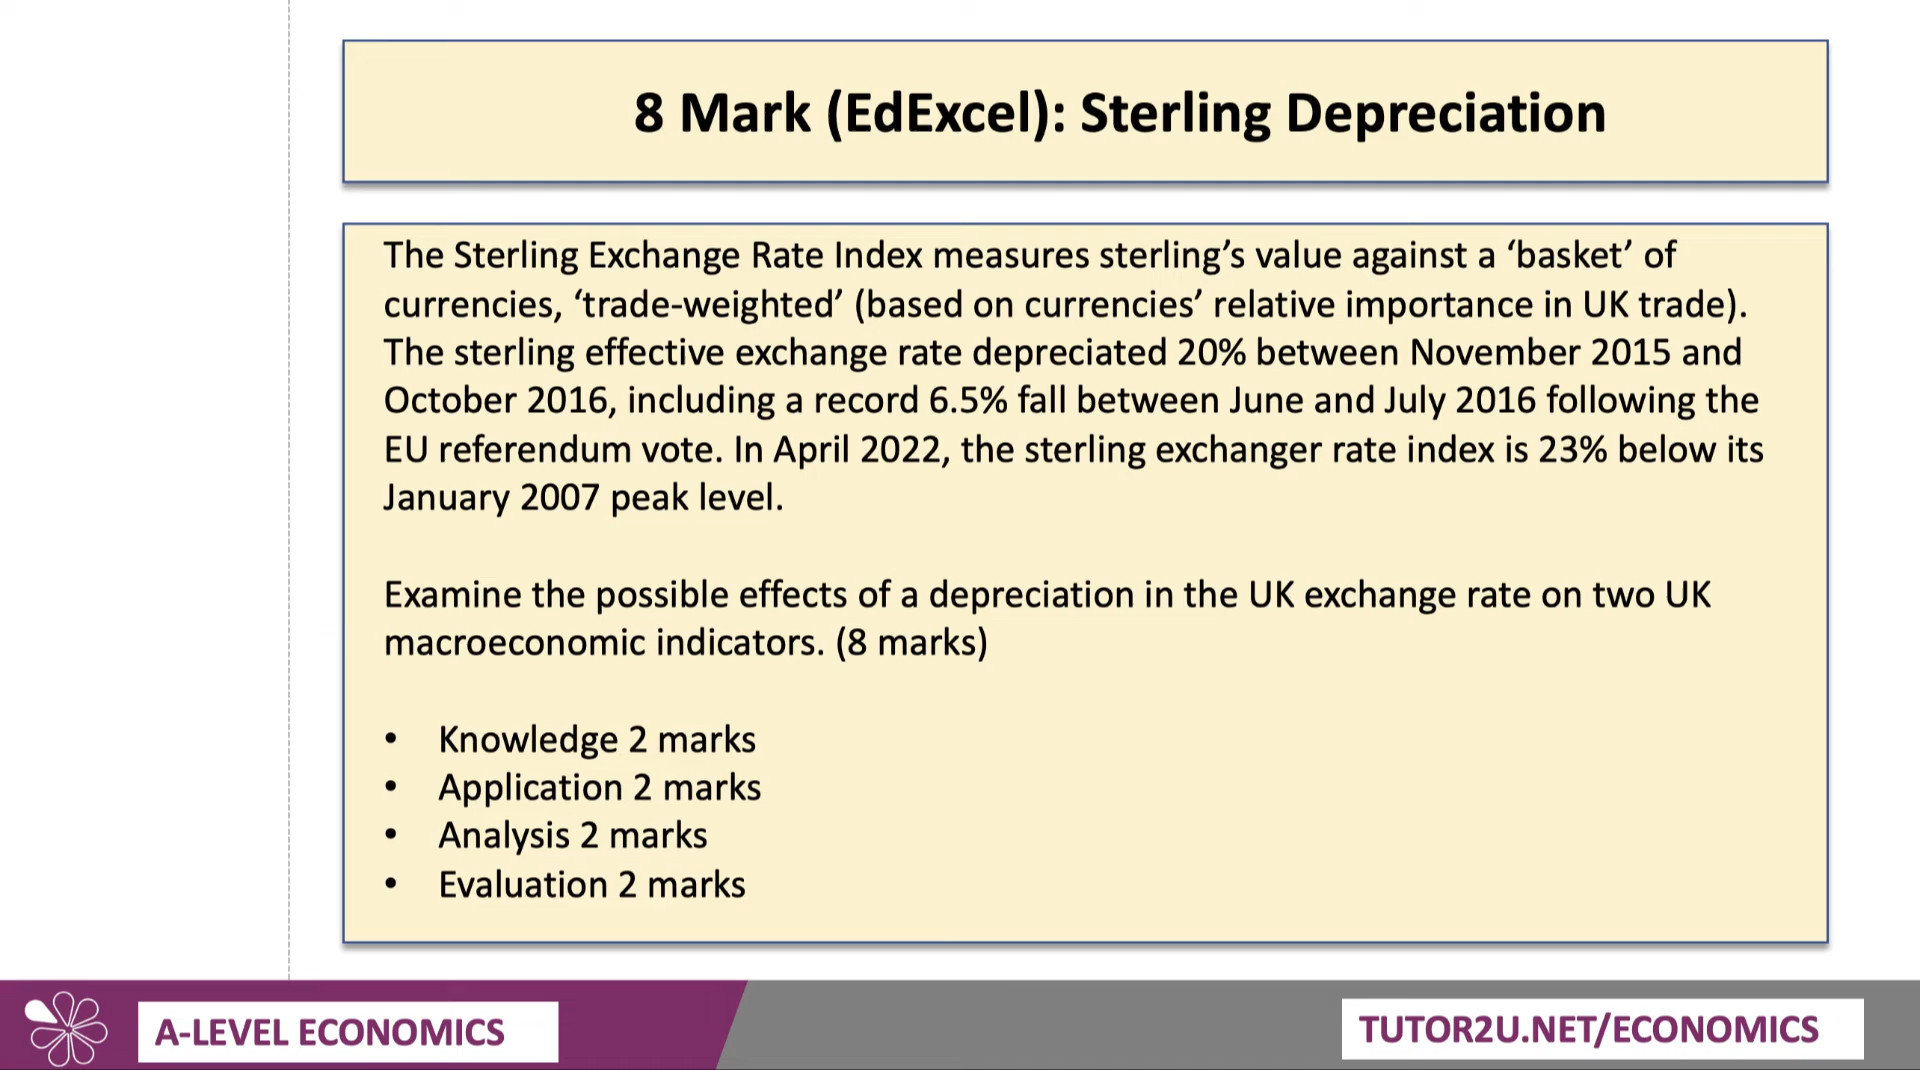 8 Mark (EdExcel): Sterling Depreciation
The Sterling Exchange Rate Index measures sterling’s value against a ‘basket’ of
currencies, ‘trade-weighted’ (based on currencies’ relative importance in UK trade).
The sterling effective exchange rate depreciated 20% between November 2015 and
October 2016, including a record 6.5% fall between June and July 2016 following the
EU referendum vote. In April 2022, the sterling exchanger rate index is 23% below its
January 2007 peak level.
Examine the possible effects of a depreciation in the UK exchange rate on two UK
macroeconomic indicators. (8 marks)
• Knowledge 2 marks
• Application 2 marks
• Analysis 2 marks
• Evaluation 2 marks
A-LEVEL ECONOMICS
TUTOR2U.NET/ECONOMICS